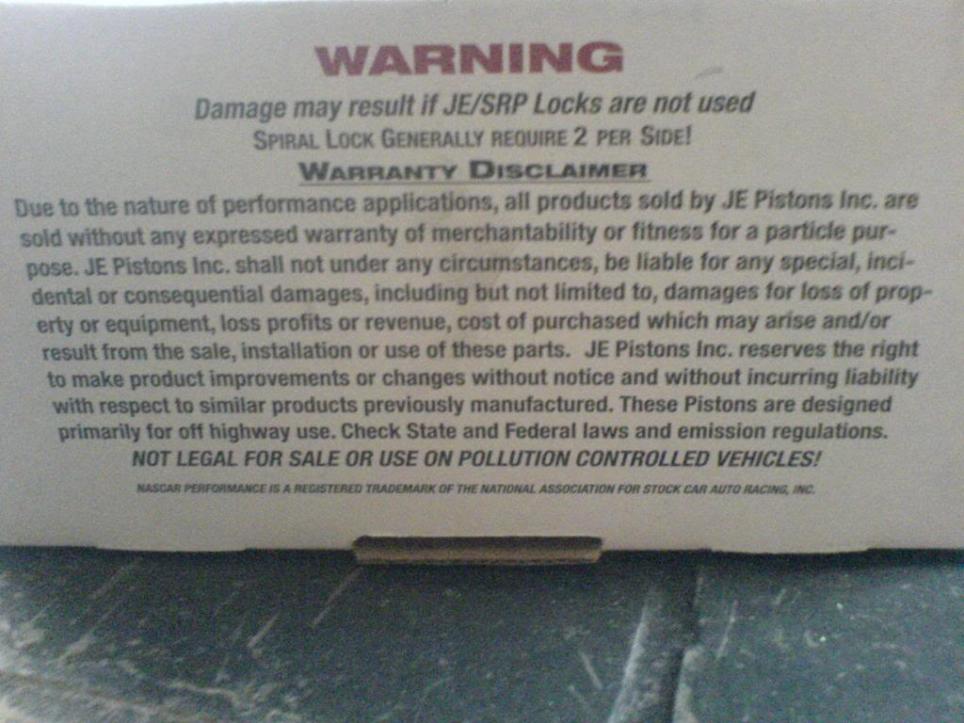 WARNING
Damage may result if JE/SRP Locks are not used
SPIRAL LOCK GENERALLY REQUIRE 2 PER SIDE!
WARRANTY DISCLAIMER
Due to the nature of performance applications, all products sold by JE Pistons Inc. are
sold without any expressed warranty of merchantability or fitness for a particle pur-
pose. JE Pistons Inc. shall not under any circumstances, be liable for any special, inci-
dental or consequential damages, including but not limited to, damages for loss of prop-
erty or equipment, loss profits or revenue, cost of purchased which may arise and/or
result from the sale, installation or use of these parts. JE Pistons Inc. reserves the right
to make product improvements or changes without notice and without incurring liability
with respect to similar products previously manufactured. These Pistons are designed
primarily for off highway use. Check State and Federal laws and emission regulations.
NOT LEGAL FOR SALE OR USE ON POLLUTION CONTROLLED VEHICLES!
NASCAR PERFORMANCE IS A REGISTERED TRADEMARK OF THE NATIONAL ASSOCIATION FOR STOCK CAR AUTO RACING, INC.